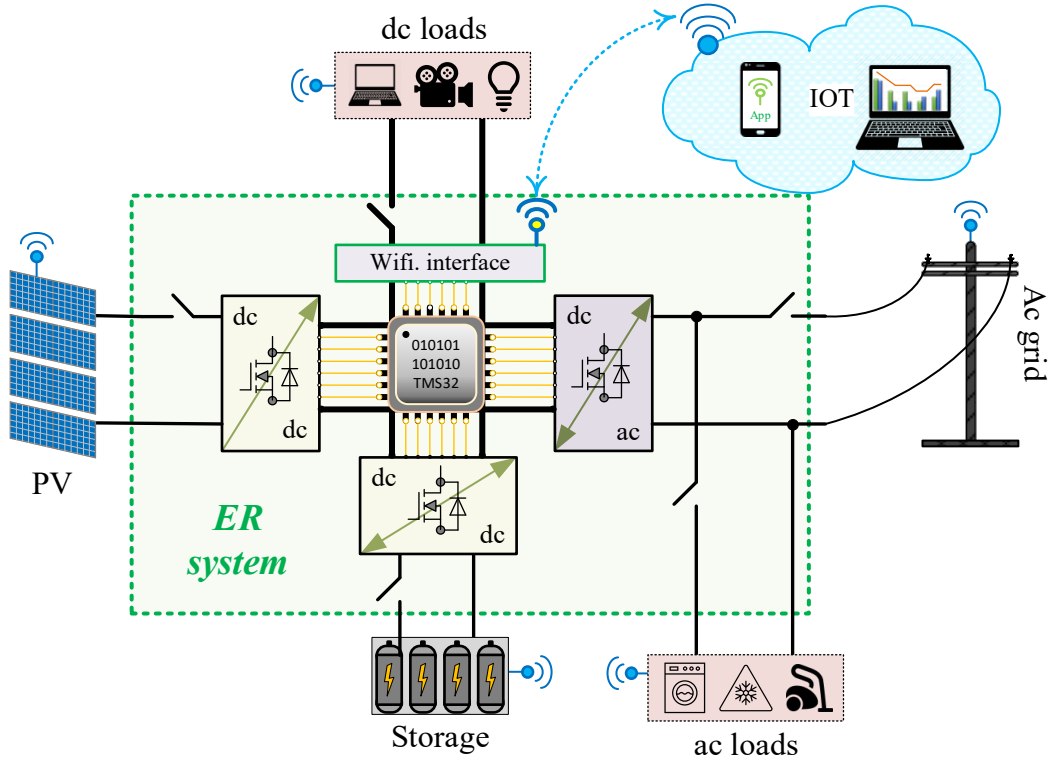 dc loads
App
IOT
Wifi. interface
dc
dc
010101
101010
TMS32
dc
ac
Ac grid
PV
dc
dc
ER
system
Storage
ac loads